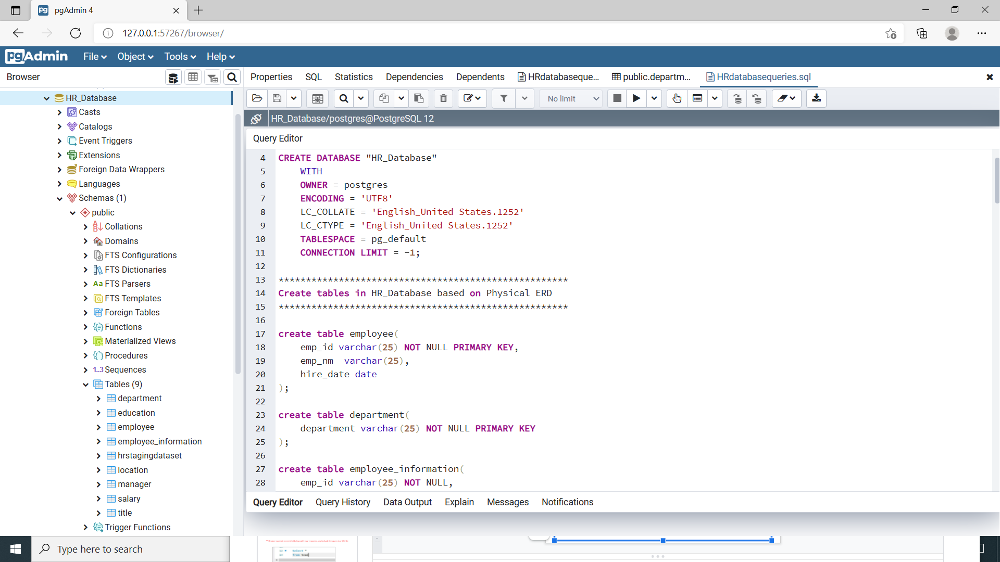 pgAdmin 4
127.0.0.1:57267/browser/
pgAdmin File Object Tools Help
Browser
Properties SQL Statistics Dependencies Dependents HRdatabaseque... public.departm... HRdatabasequeries.sql
No limit
HR_Database/postgres@PostgreSQL 12
HR_Database
Casts
Catalogs
Event Triggers
Extensions
Foreign Data Wrappers
Languages
Schemas (1)
public
Collations
Domains
FTS Configurations
FTS Dictionaries
Aa FTS Parsers
FTS Templates
Foreign Tables
Functions
Materialized Views
Procedures
1..3 Sequences
Tables (9)
department
education
employee
employee_information
hrstagingdataset
location
manager
salary
title
Trigger Functions
Query Editor
4 CREATE DATABASE "HR_Database"
5 WITH
6 OWNER = postgres
7 ENCODING = 'UTF8'
8 LC_COLLATE = 'English_United States.1252'
9 LC_CTYPE = 'English_United States.1252'
10 TABLESPACE = pg_default
11 CONNECTION LIMIT = -1;
12
13 *****************************************************
14 Create tables in HR_Database based on Physical ERD
15 *****************************************************
16
17 create table employee(
18 emp_id varchar(25) NOT NULL PRIMARY KEY,
19 emp_nm varchar(25),
20 hire_date date
21 );
22
23 create table department(
24 department varchar(25) NOT NULL PRIMARY KEY
25 );
26
27 create table employee_information(
28 emp_id varchar(25) NOT NULL,
Query Editor Query History Data Output Explain Messages Notifications
Type here to search